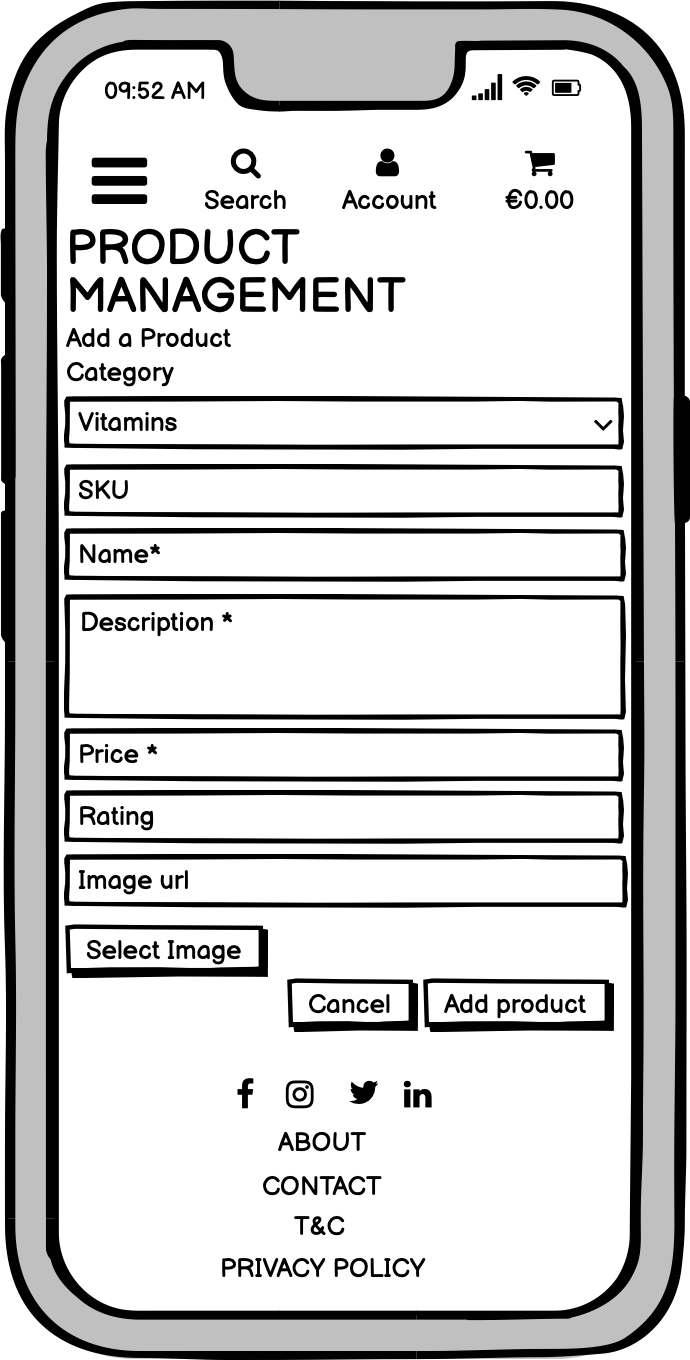 09:52 AM
Search Account €0.00
PRODUCT
MANAGEMENT
Add a Product
Category
Vitamins
SKU
Name*
Description *
Price *
Rating
Image url
Select Image
Cancel Add product
ABOUT
CONTACT
T&C
PRIVACY POLICY